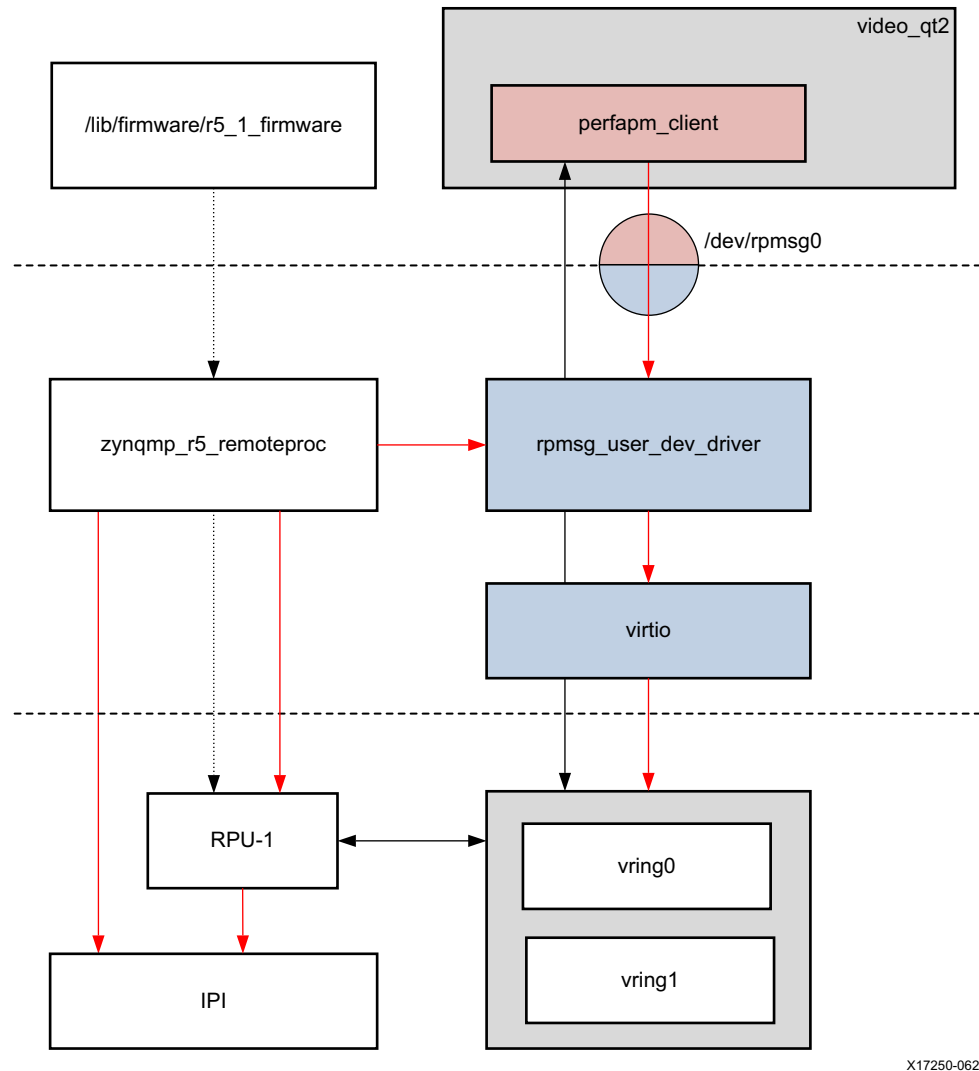 video_qt2
/lib/firmware/r5_1_firmware
perfapm_client
/dev/rpmsg0
zynqmp_r5_remoteproc
rpmsg_user_dev_driver
virtio
RPU-1
vring0
vring1
IPI
X17250-062